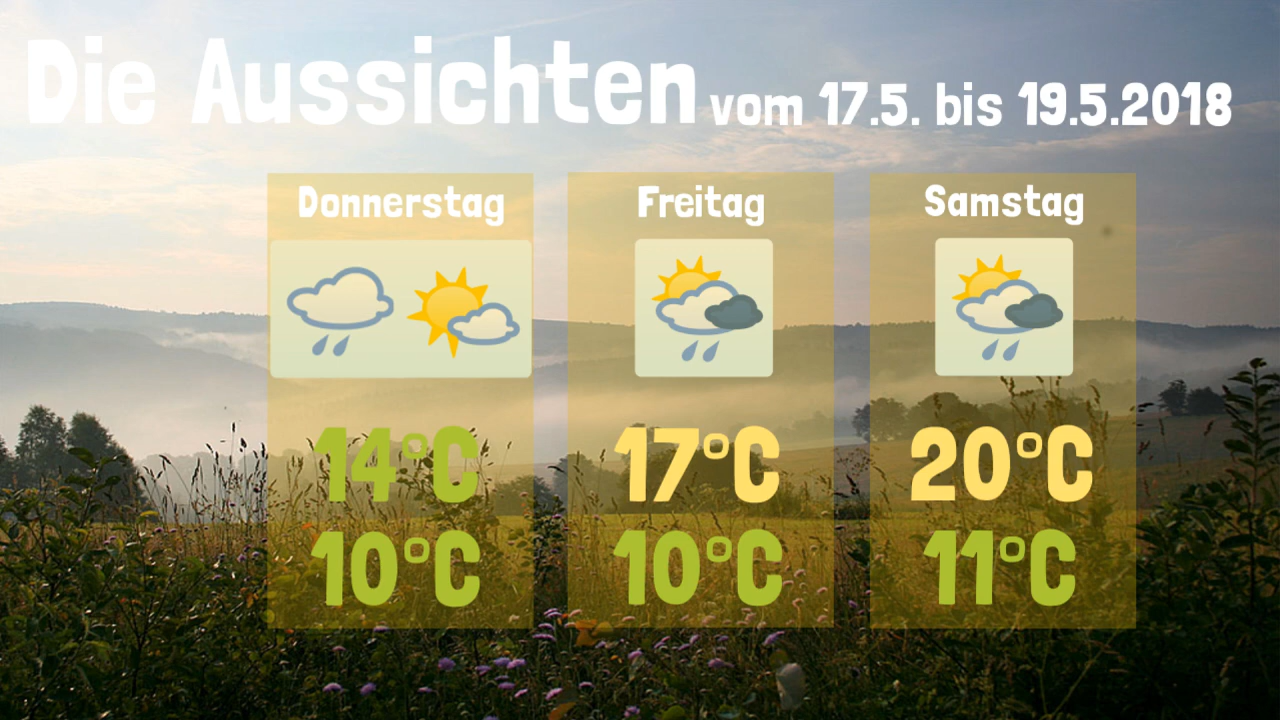 Die Aussichten vom 17.5. bis 19.5.2018
Donnerstag Freitag Samstag
14°C 17°C 20°C
10°C 10°C 11°C